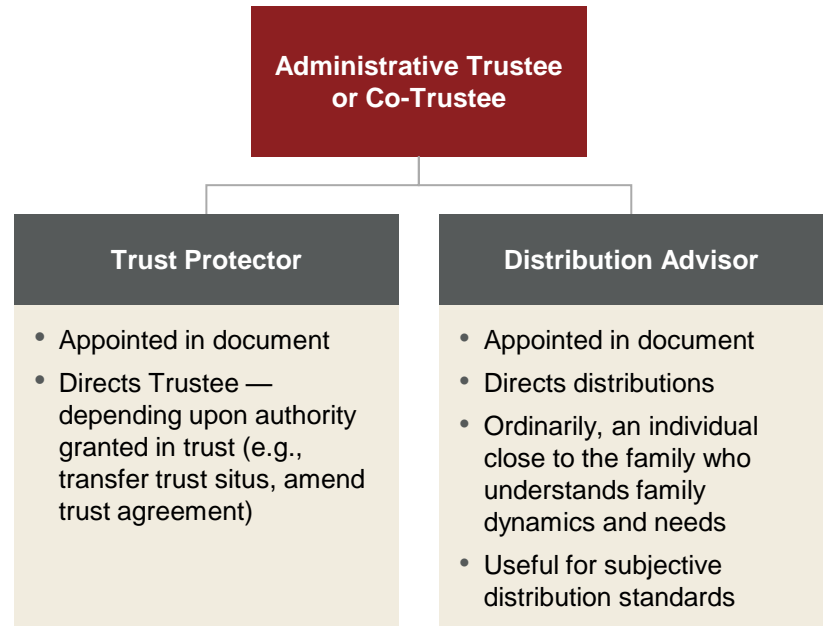 Administrative Trustee
or Co-Trustee
Trust Protector
• Appointed in document
• Directs Trustee —
depending upon authority
granted in trust (e.g.,
transfer trust situs, amend
trust agreement)
Distribution Advisor
• Appointed in document
• Directs distributions
• Ordinarily, an individual
close to the family who
understands family
dynamics and needs
• Useful for subjective
distribution standards